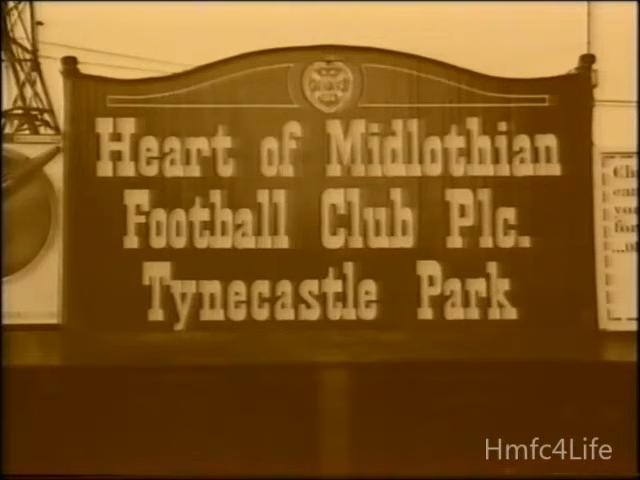 Heart of Midlothian
Football Club Plc.
Tynecastle Park
Hmfc4Life